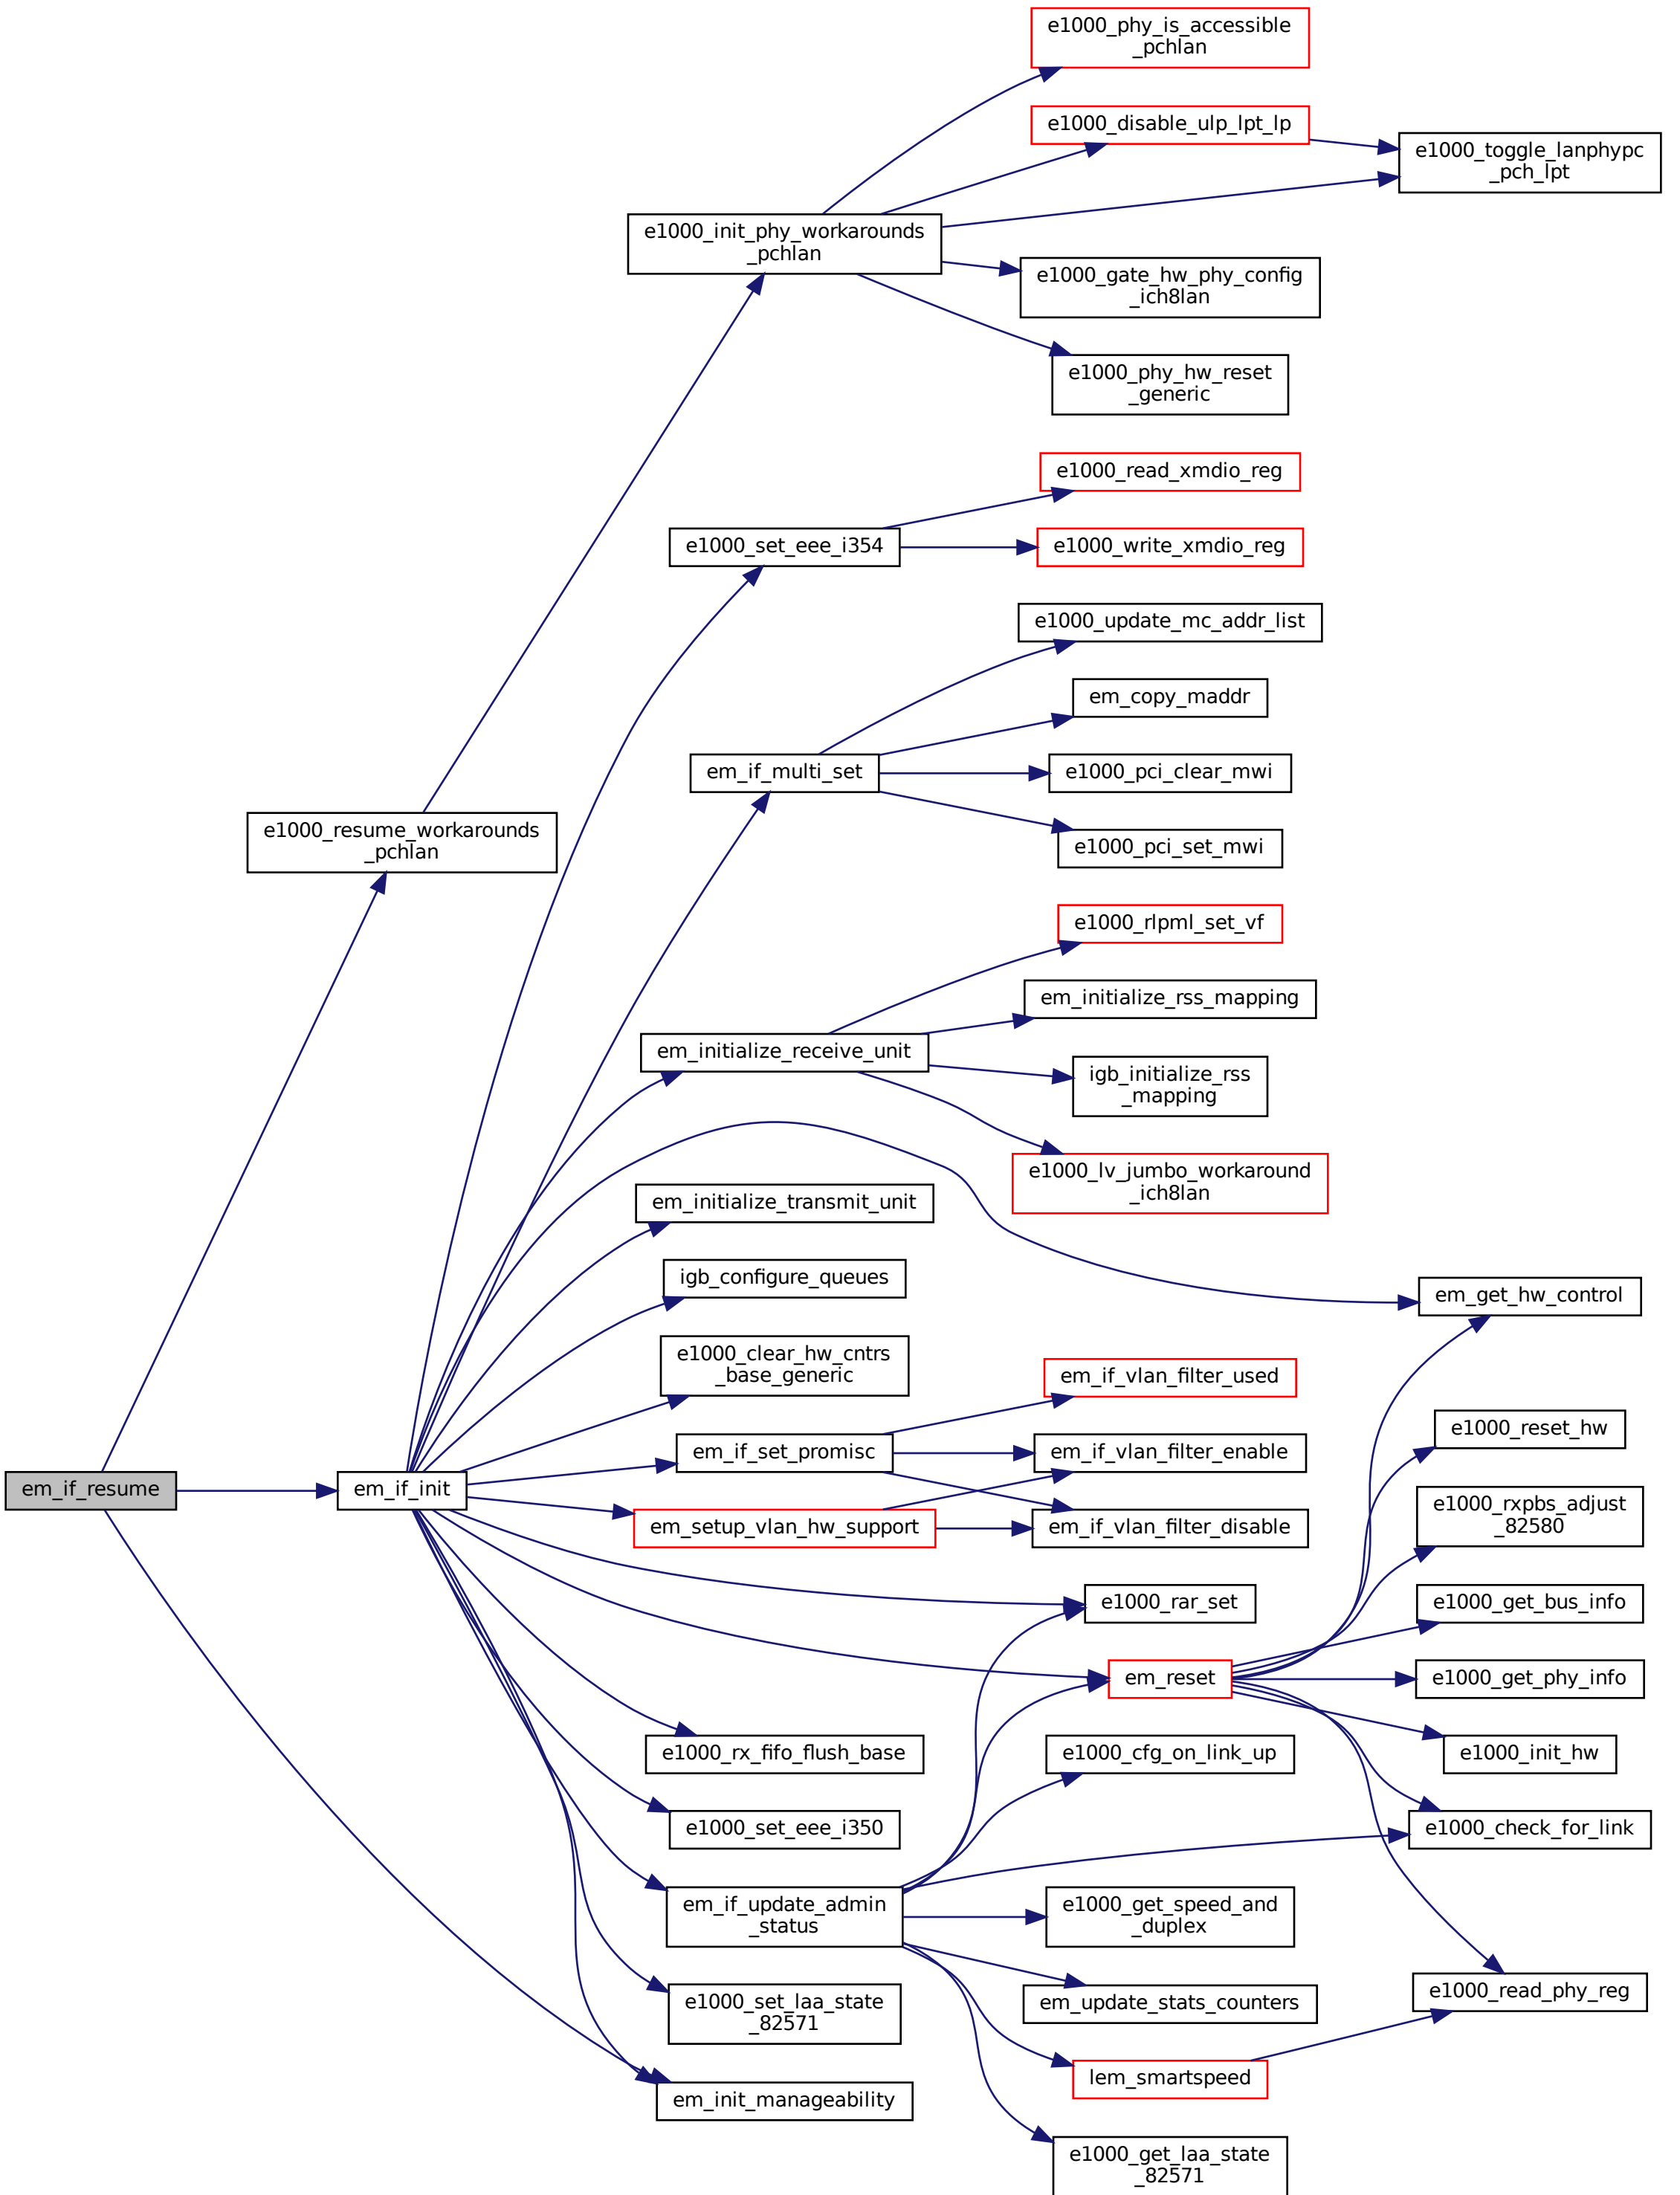 e1000_phy_is_accessible
_pchlan
e1000_disable_ulp_lpt_lp
e1000_toggle_lanphypc
_pch_lpt
e1000_init_phy_workarounds
_pchlan
e1000_gate_hw_phy_config
_ich8lan
e1000_phy_hw_reset
_generic
e1000_read_xmdio_reg
e1000_set_eee_i354
e1000_write_xmdio_reg
e1000_update_mc_addr_list
em_copy_maddr
em_if_multi_set
e1000_pci_clear_mwi
e1000_pci_set_mwi
e1000_resume_workarounds
_pchlan
e1000_rlpml_set_vf
em_initialize_rss_mapping
em_initialize_receive_unit
igb_initialize_rss
_mapping
e1000_lv_jumbo_workaround
_ich8lan
em_initialize_transmit_unit
igb_configure_queues
em_get_hw_control
e1000_clear_hw_cntrs
_base_generic
em_if_vlan_filter_used
e1000_reset_hw
em_if_set_promisc
em_if_vlan_filter_enable
em_if_resume
em_if_init
e1000_rxpbs_adjust
_82580
em_setup_vlan_hw_support
em_if_vlan_filter_disable
e1000_rar_set
e1000_get_bus_info
em_reset
e1000_get_phy_info
e1000_rx_fifo_flush_base
e1000_cfg_on_link_up
e1000_init_hw
e1000_set_eee_i350
e1000_check_for_link
em_if_update_admin
_status
e1000_get_speed_and
_duplex
e1000_set_laa_state
_82571
em_update_stats_counters
e1000_read_phy_reg
lem_smartspeed
em_init_manageability
e1000_get_laa_state
_82571